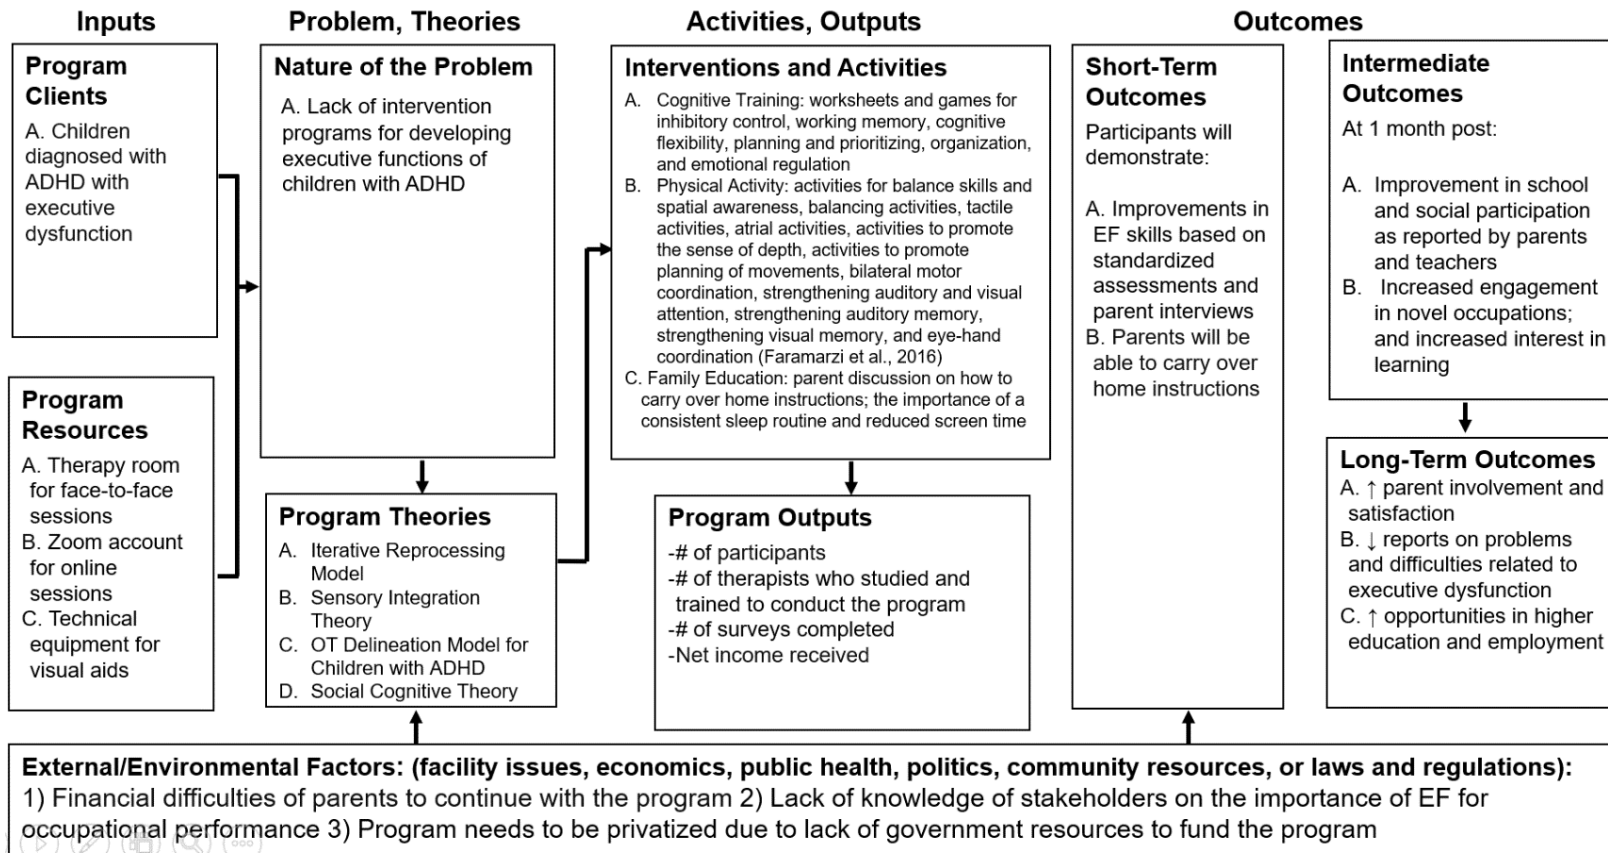 Inputs
Problem, Theories
Activities, Outputs
Outcomes
Program
Clients
A. Children
diagnosed with
ADHD with
executive
dysfunction
Program
Resources
A. Therapy room
for face-to-face
sessions
B. Zoom account
for online
sessions
C. Technical
equipment for
visual aids
Nature of the Problem
A. Lack of intervention
programs for developing
executive functions of
children with ADHD
Program Theories
A. Iterative Reprocessing
Model
B. Sensory Integration
Theory
C. OT Delineation Model for
Children with ADHD
D. Social Cognitive Theory
Interventions and Activities
A. Cognitive Training: worksheets and games for
inhibitory control, working memory, cognitive
flexibility, planning and prioritizing, organization,
and emotional regulation
B. Physical Activity: activities for balance skills and
spatial awareness, balancing activities, tactile
activities, atrial activities, activities to promote
the sense of depth, activities to promote
planning of movements, bilateral motor
coordination, strengthening auditory and visual
attention, strengthening auditory memory,
strengthening visual memory, and eye-hand
coordination (Faramarzi et al., 2016)
C. Family Education: parent discussion on how to
carry over home instructions; the importance of a
consistent sleep routine and reduced screen time
Program Outputs
-# of participants
-# of therapists who studied and
trained to conduct the program
-# of surveys completed
-Net income received
Short-Term
Outcomes
Participants will
demonstrate:
A. Improvements in
EF skills based on
standardized
assessments and
parent interviews
B. Parents will be
able to carry over
home instructions
Intermediate
Outcomes
At 1 month post:
A. Improvement in school
and social participation
as reported by parents
and teachers
B. Increased engagement
in novel occupations;
and increased interest in
learning
Long-Term Outcomes
A. ↑ parent involvement and
satisfaction
B. ↓ reports on problems
and difficulties related to
executive dysfunction
C. ↑ opportunities in higher
education and employment
External/Environmental Factors: (facility issues, economics, public health, politics, community resources, or laws and regulations):
1) Financial difficulties of parents to continue with the program 2) Lack of knowledge of stakeholders on the importance of EF for
occupational performance 3) Program needs to be privatized due to lack of government resources to fund the program